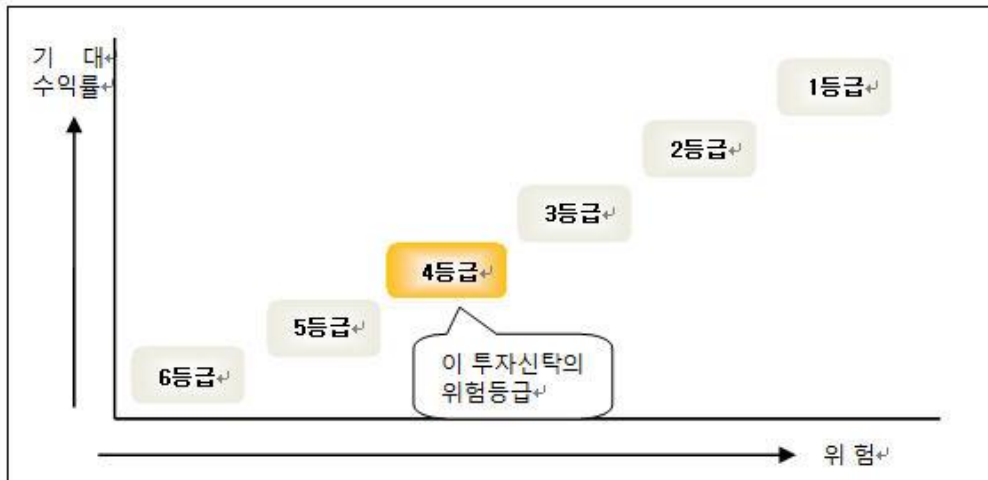 기 대↵
수익률↵
1등급↵
2등급↵
3등급↵
4등급↵
5등급↵
6등급↵
이 투자신탁의
위험등급↵
위 험↵